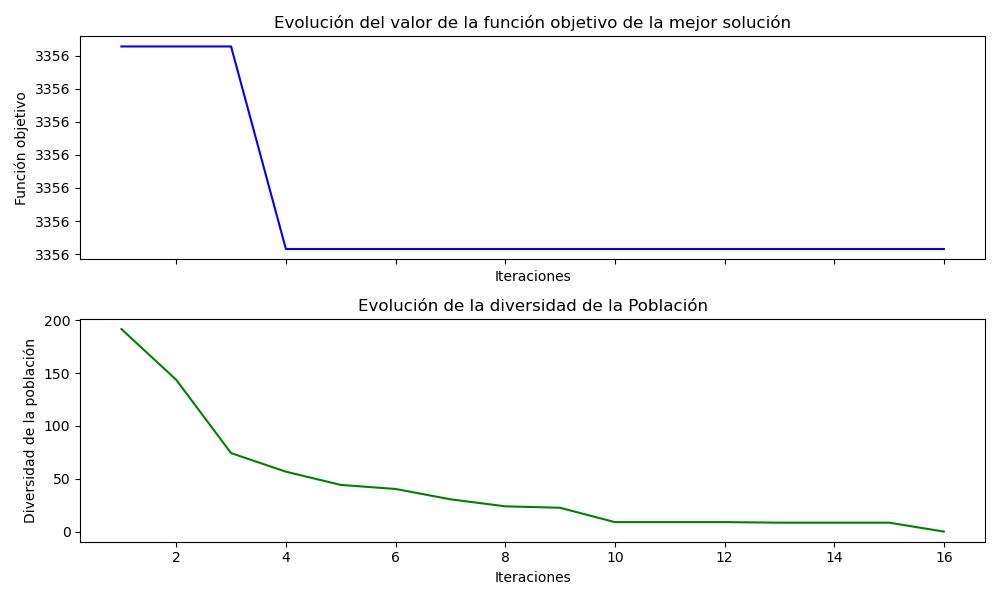 Evolución del valor de la función objetivo de la mejor solución
Función objetivo
3356
3356
3356
3356
3356
3356
3356
Iteraciones
Evolución de la diversidad de la Población
Diversidad de la población
200
150
100
50
0
2 4 6 8 10 12 14 16
Iteraciones